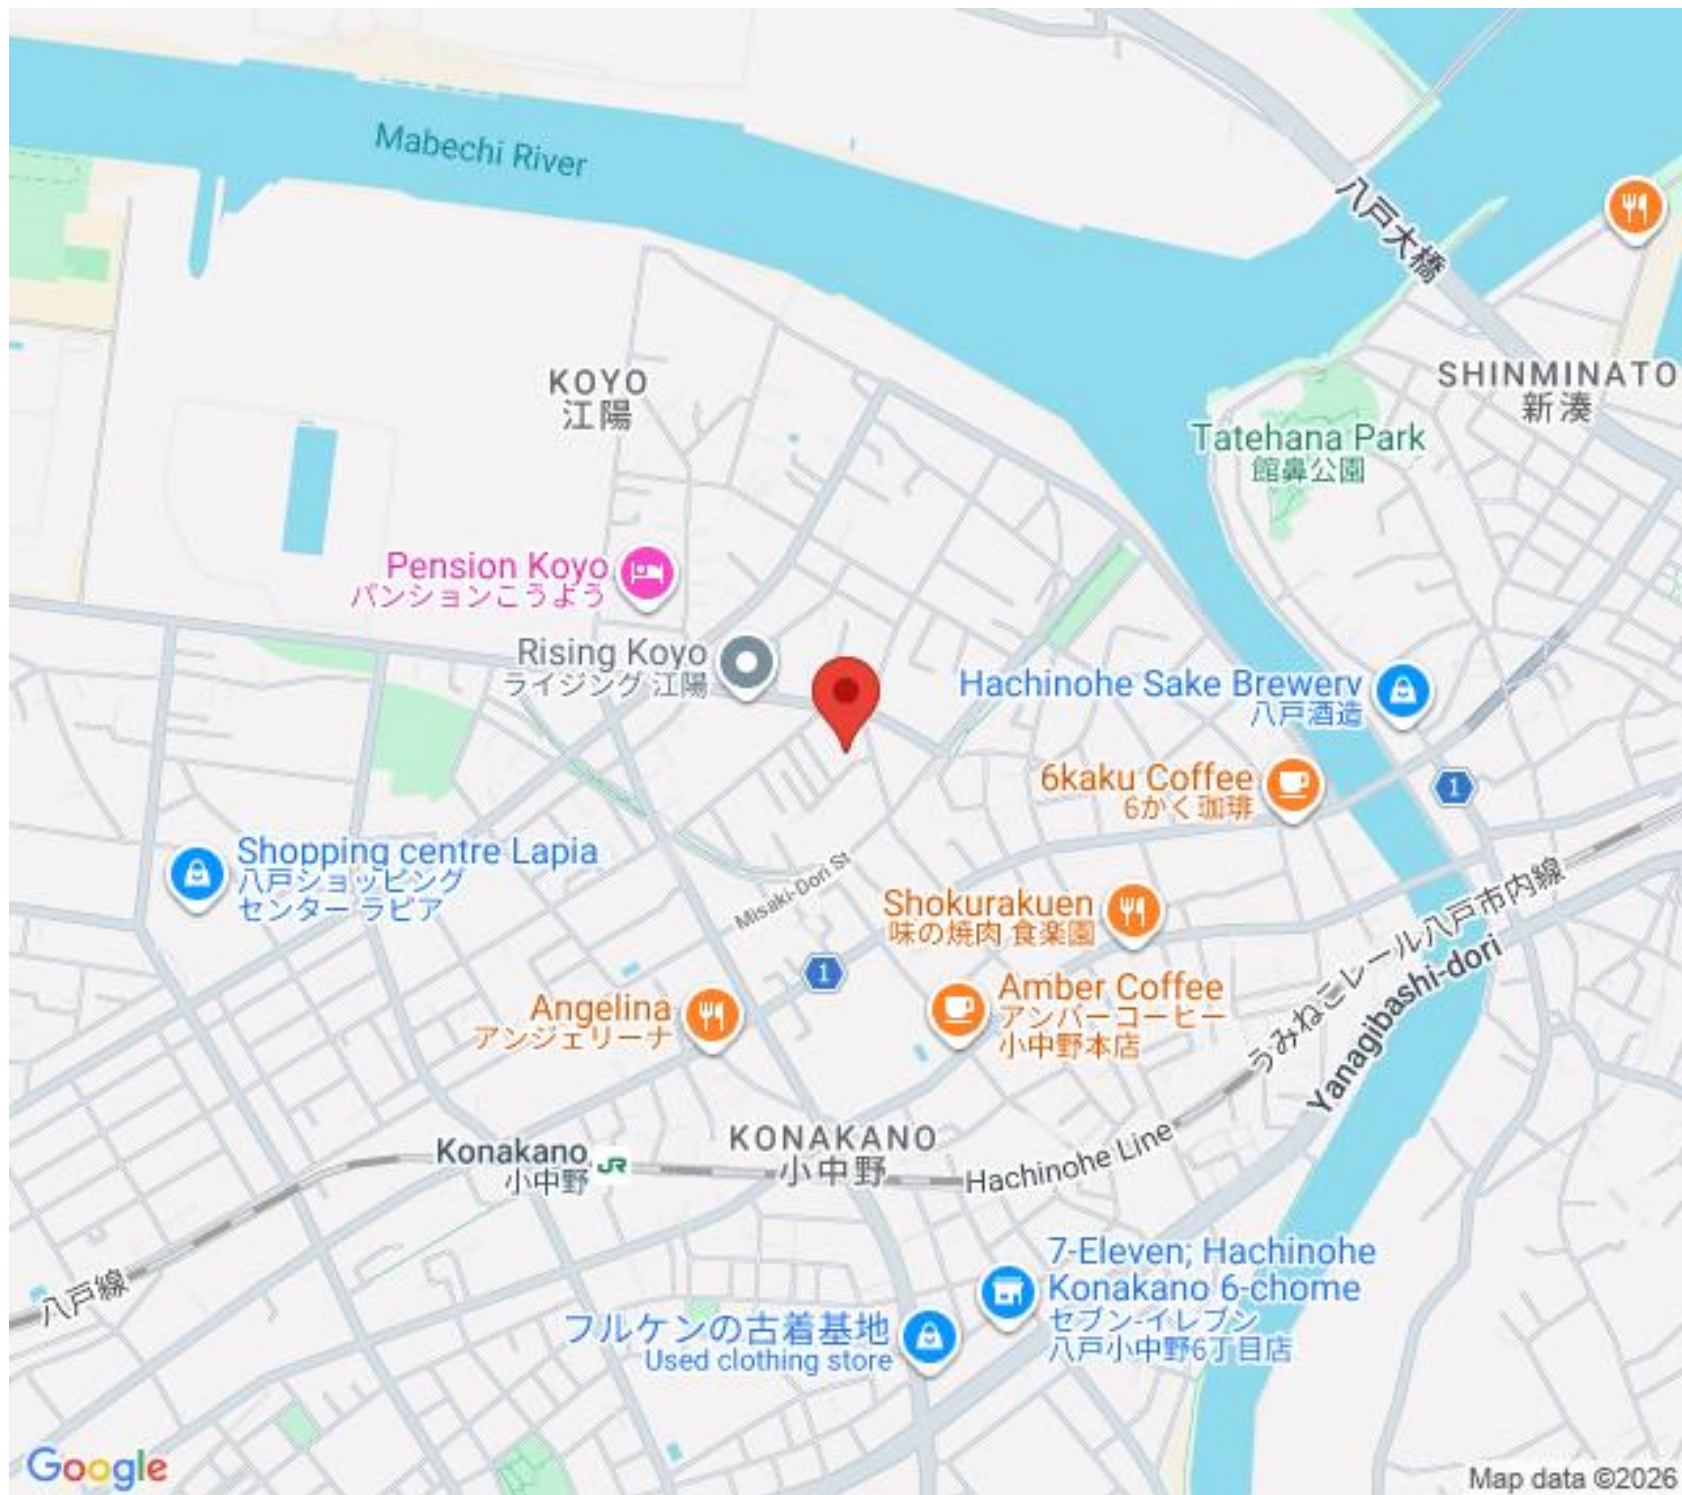 Mabechi River
八戸大橋
KOYO
江陽
SHINMINATO
新湊
Tatehana Park
館鼻公園
Pension Koyo
パンションこうよう
Rising Koyo
ライジング 江陽
Hachinohe Sake Brewery
八戸酒造
6kaku Coffee
6かく珈琲
1
Shopping centre Lapia
八戸ショッピング
センター ラピア
Misaki-Dori St
Shokurakuen
味の焼肉 食楽園
うみねこレール八戸市内線
Yanagibashi-dori
1
Angelina
アンジェリーナ
Amber Coffee
アンバーコーヒー
小中野本店
KONAKANO
小中野
Konakano
小中野
JR
Hachinohe Line
八戸線
7-Eleven; Hachinohe
Konakano 6-chome
セブン-イレブン
八戸小中野6丁目店
フルケンの古着基地
Used clothing store
Google
Map data ©2026